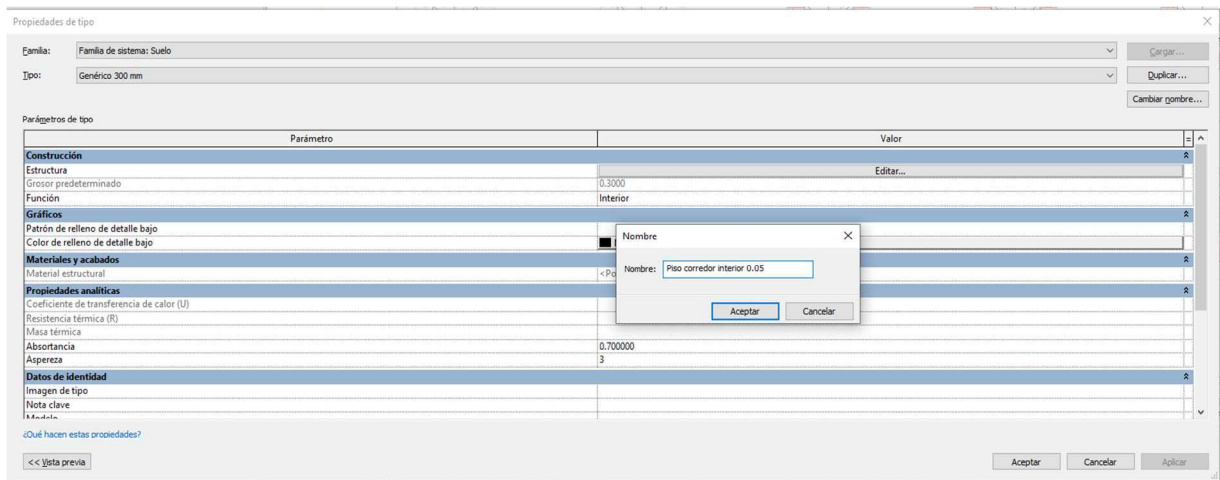 Propiedades de tipo
Familia: Familia de sistema: Suelo Cargar...
Tipo: Genérico 300 mm Duplicar...
Cambiar nombre...
Parámetros de tipo
Parámetro Valor =
Construcción
Estructura Editar...
Grosor predeterminado 0.3000
Función Interior
Gráficos
Patrón de relleno de detalle bajo
Color de relleno de detalle bajo
Materiales y acabados
Material estructural <Po
Propiedades analíticas
Coeficiente de transferencia de calor (U)
Resistencia térmica (R)
Masa térmica
Absortancia 0.700000
Aspereza 3
Datos de identidad
Imagen de tipo
Nota clave
Modelo
¿Qué hacen estas propiedades?
<< Vista previa Aceptar Cancelar Aplicar
Nombre
Nombre: Piso corredor interior 0.05
Aceptar Cancelar